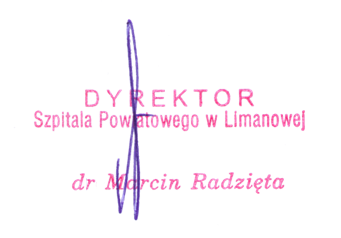 DYREKTOR
Szpitala Powiatowego w Limanowej
dr Marcin Radzięta